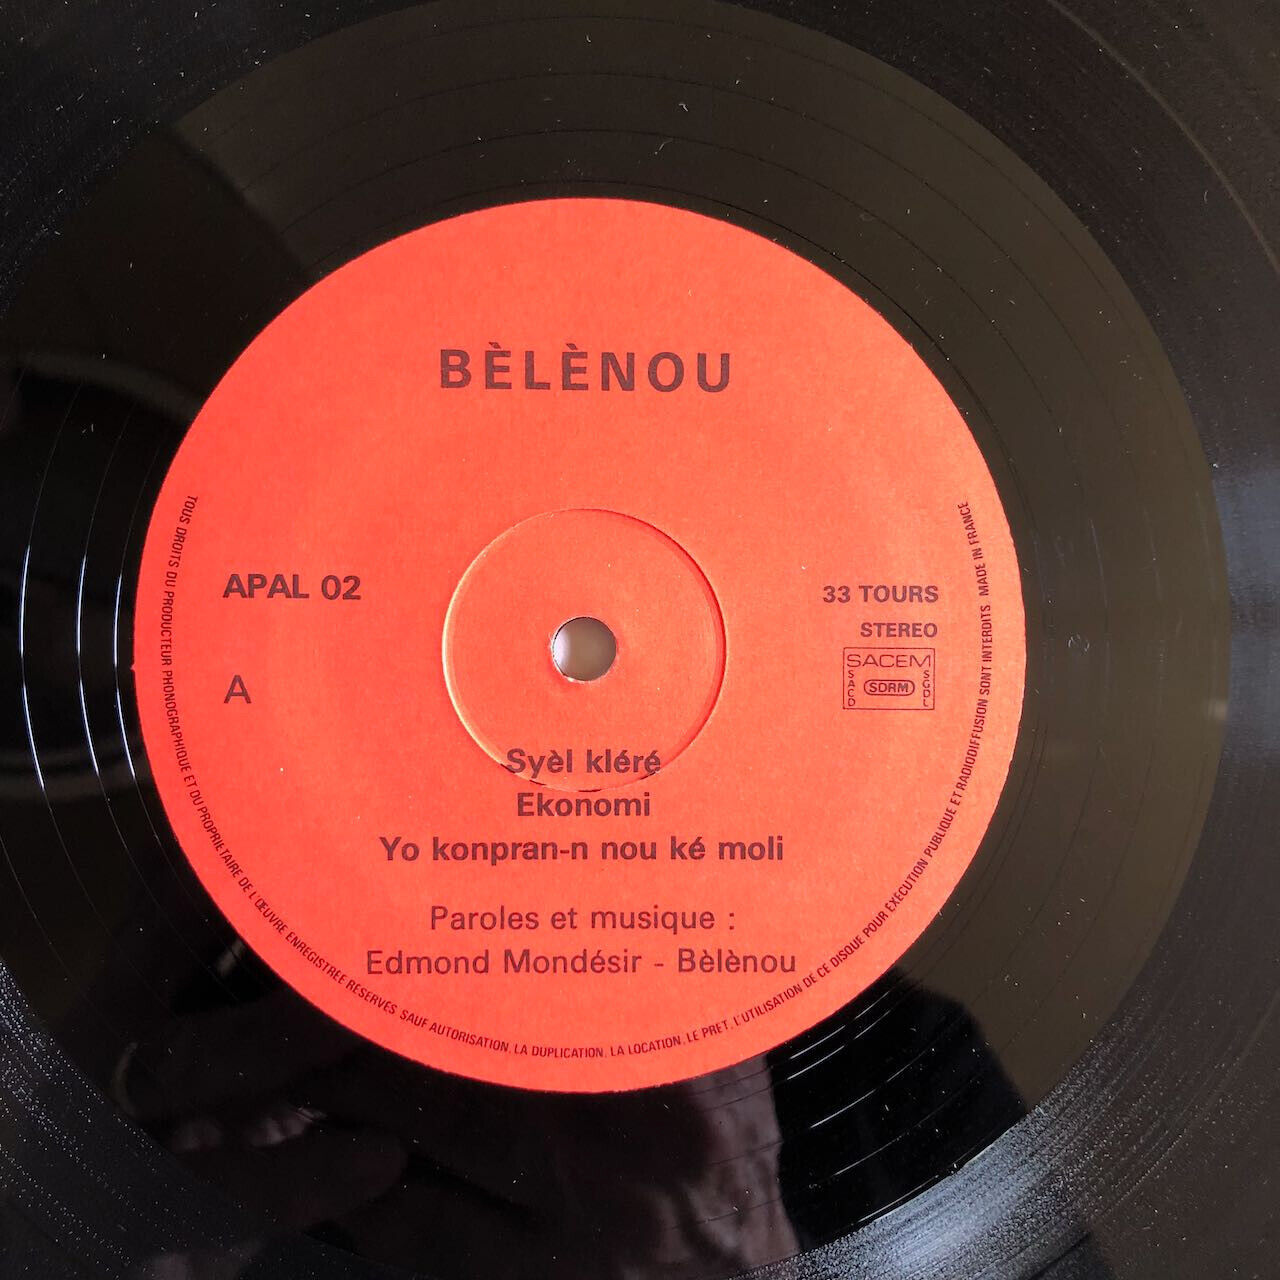 BÈLÈNOU
APAL 02
A
33 TOURS
STEREO
SACEM
SACD
SDRM
SGDL
Syèl kléré
Ekonomi
Yo konpran-n nou ké moli
Paroles et musique :
Edmond Mondésir - Bèlènou
TOUS DROITS DU PRODUCTEUR PHONOGRAPHIQUE ET DU PROPRIETAIRE DE L'ŒUVRE ENREGISTREE RESERVES SAUF AUTORISATION, LA DUPLICATION, LA LOCATION, LE PRET, L'UTILISATION DE CE DISQUE POUR EXECUTION PUBLIQUE ET RADIODIFFUSION SONT INTERDITS MADE IN FRANCE